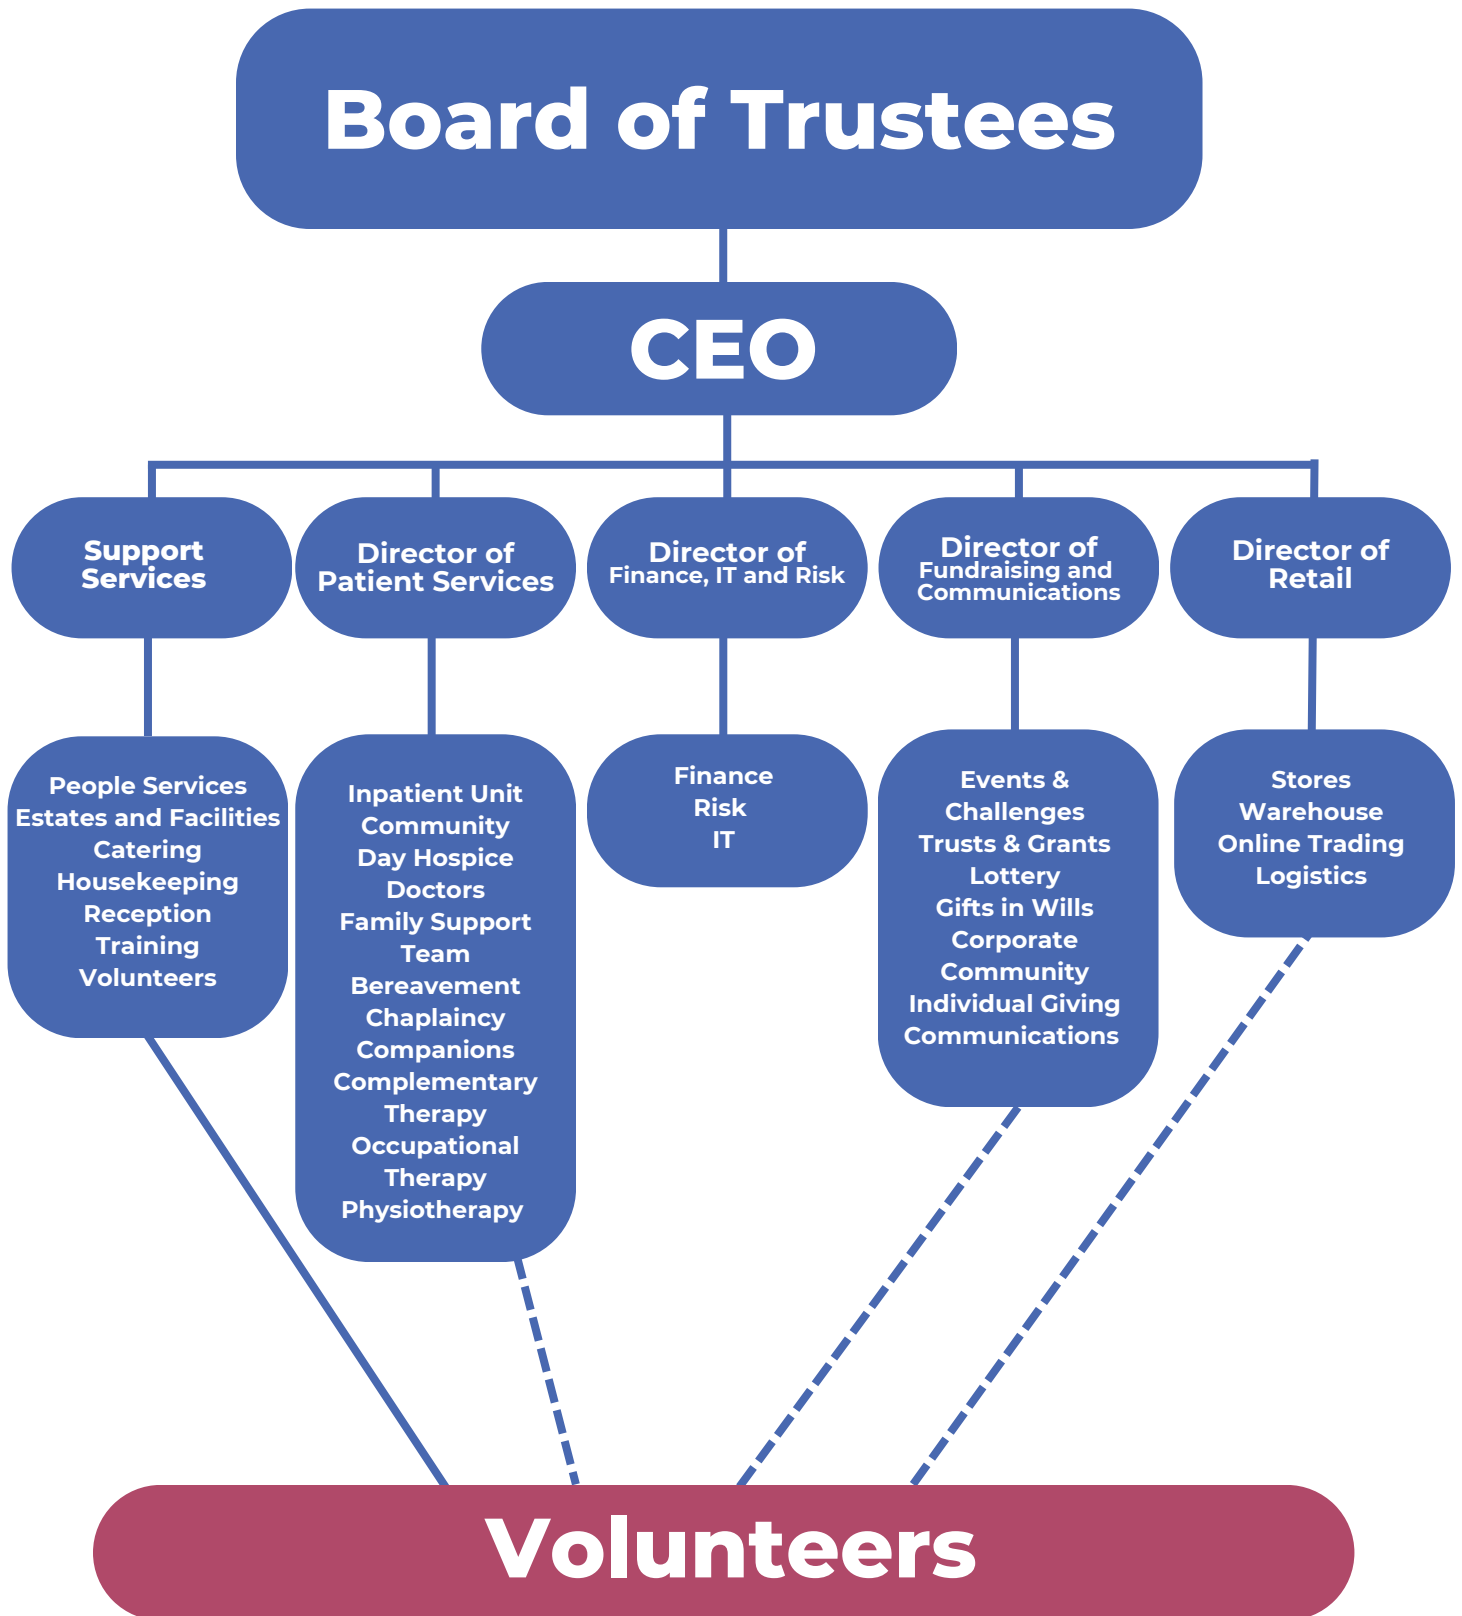 Board of Trustees
CEO
Support
Services
Director of
Patient Services
Director of
Finance, IT and Risk
Director of
Fundraising and
Communications
Director of
Retail
People Services
Estates and Facilities
Catering
Housekeeping
Reception
Training
Volunteers
Inpatient Unit
Community
Day Hospice
Doctors
Family Support
Team
Bereavement
Chaplaincy
Companions
Complementary
Therapy
Occupational
Therapy
Physiotherapy
Finance
Risk
IT
Events &
Challenges
Trusts & Grants
Lottery
Gifts in Wills
Corporate
Community
Individual Giving
Communications
Stores
Warehouse
Online Trading
Logistics
Volunteers